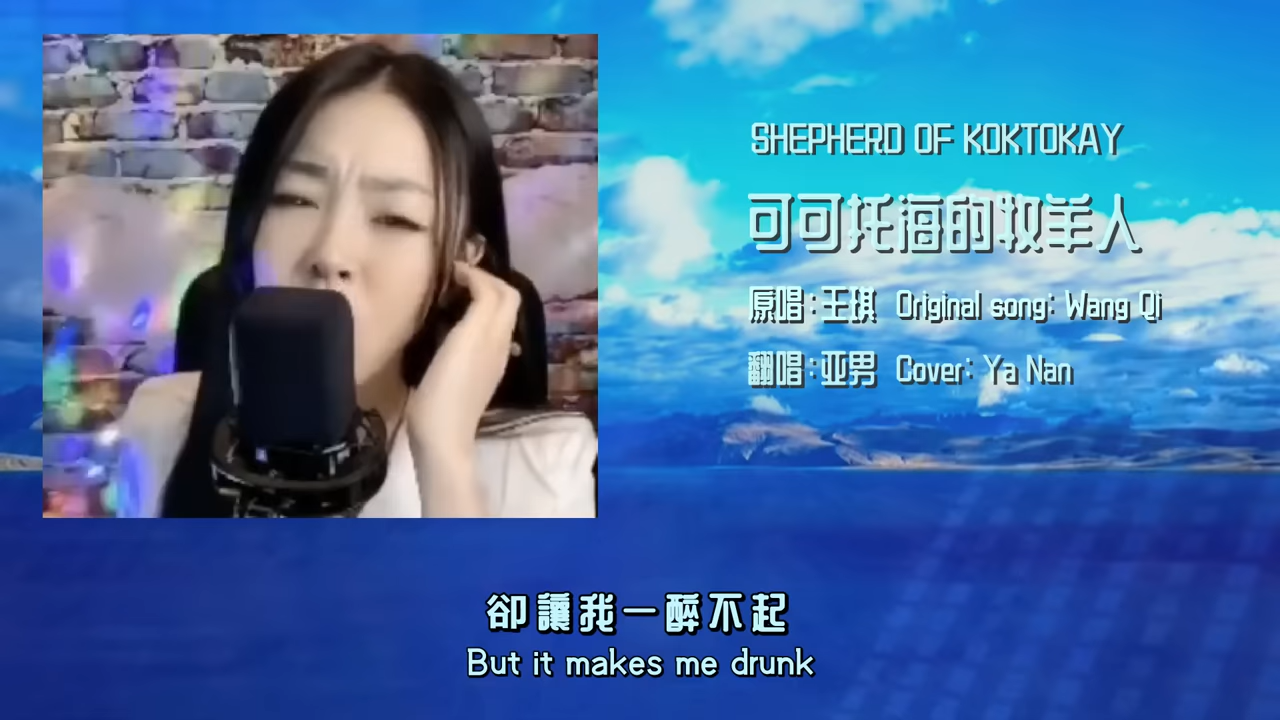 SHEPHERD OF KOKTOKAY
可可托海的牧羊人
原唱:王琪 Original song: Wang Qi
翻唱:亚男 Cover: Ya Nan
卻讓我一醉不起
But it makes me drunk